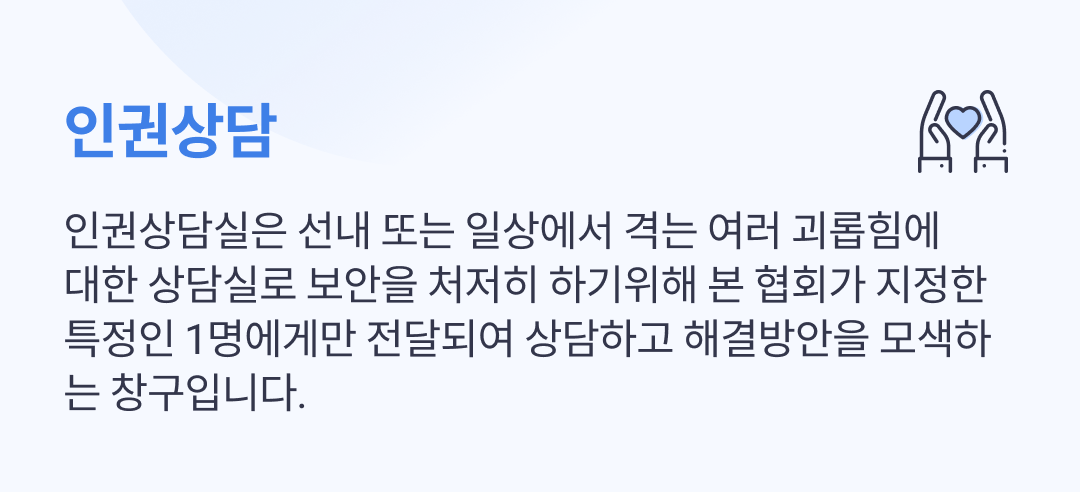 인권상담
인권상담실은 선내 또는 일상에서 격는 여러 괴롭힘에
대한 상담실로 보안을 처저히 하기위해 본 협회가 지정한
특정인 1명에게만 전달되여 상담하고 해결방안을 모색하
는 창구입니다.